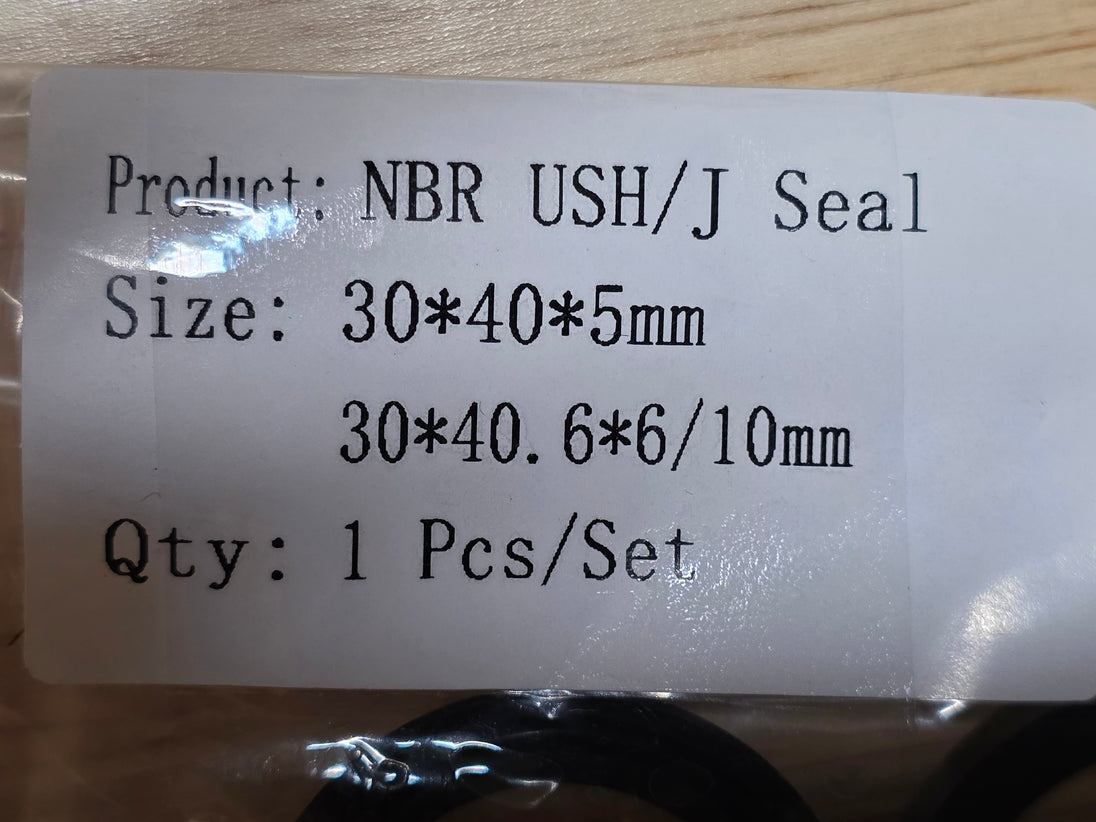 Product: NBR USH/J Seal
Size: 30*40*5mm
30*40.6*6/10mm
Qty: 1 Pcs/Set